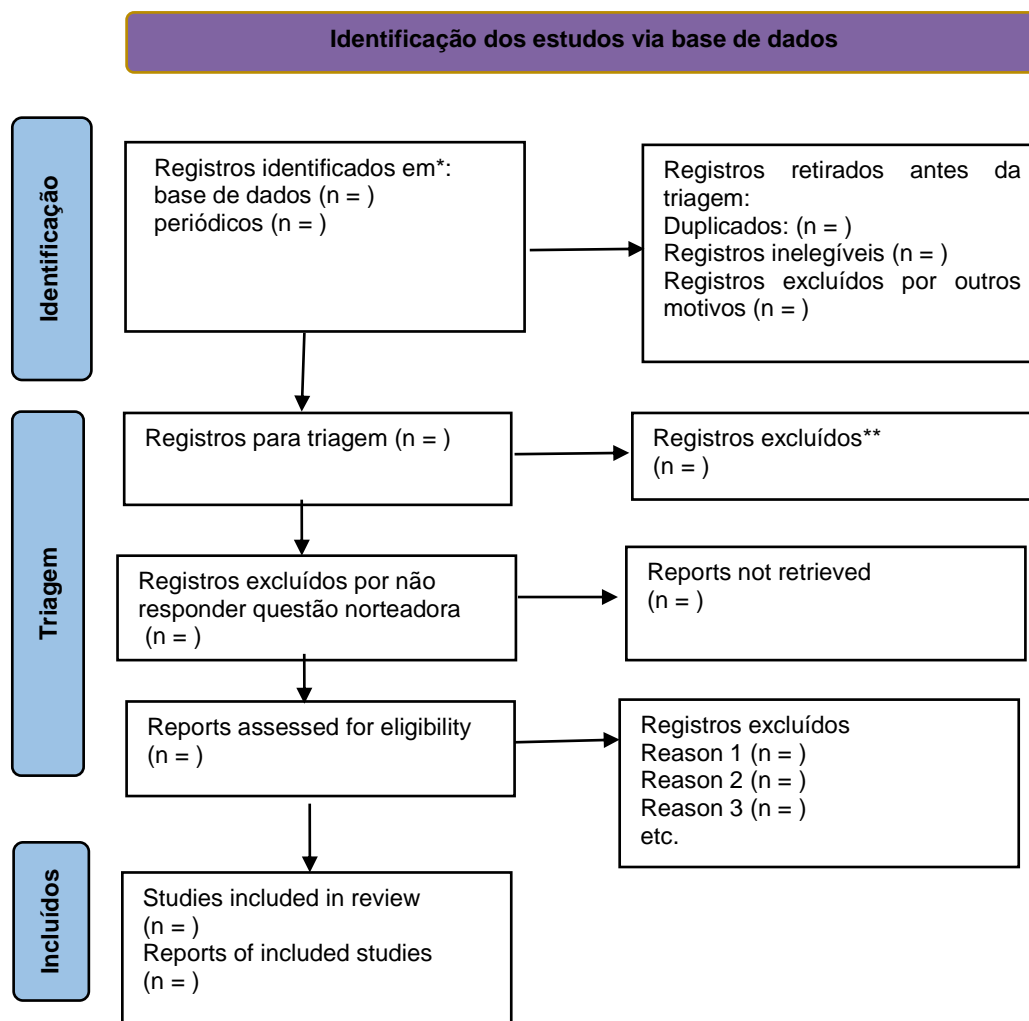 Identificação dos estudos via base de dados
Identificação
Registros identificados em*:
base de dados (n = )
periódicos (n = )
Registros retirados antes da
triagem:
Duplicados: (n = )
Registros inelegíveis (n = )
Registros excluídos por outros
motivos (n = )
Triagem
Registros para triagem (n = )
Registros excluídos**
(n = )
Registros excluídos por não
responder questão norteadora
(n = )
Reports not retrieved
(n = )
Reports assessed for eligibility
(n = )
Registros excluídos
Reason 1 (n = )
Reason 2 (n = )
Reason 3 (n = )
etc.
Incluídos
Studies included in review
(n = )
Reports of included studies
(n = )